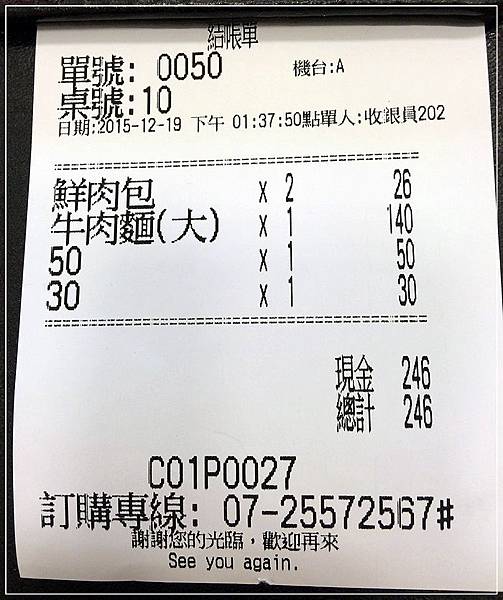 結帳單
單號: 0050 機台:A
桌號:10
日期:2015-12-19 下午 01:37:50點單人:收銀員202
鮮肉包 x 2 26
牛肉麵(大) x 1 140
50 x 1 50
30 x 1 30
現金 246
總計 246
C01P0027
訂購專線: 07-25572567#
謝謝您的光臨，歡迎再來
See you again.